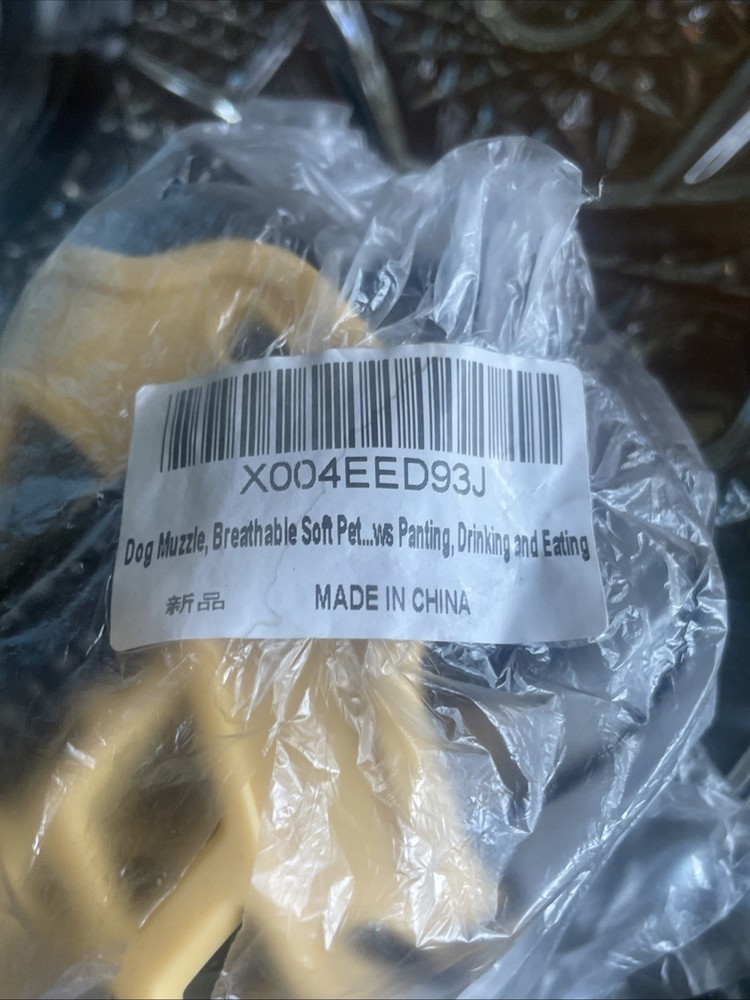 X004EED93J
Dog Muzzle, Breathable Soft Pet...ws Panting, Drinking and Eating
新品 MADE IN CHINA